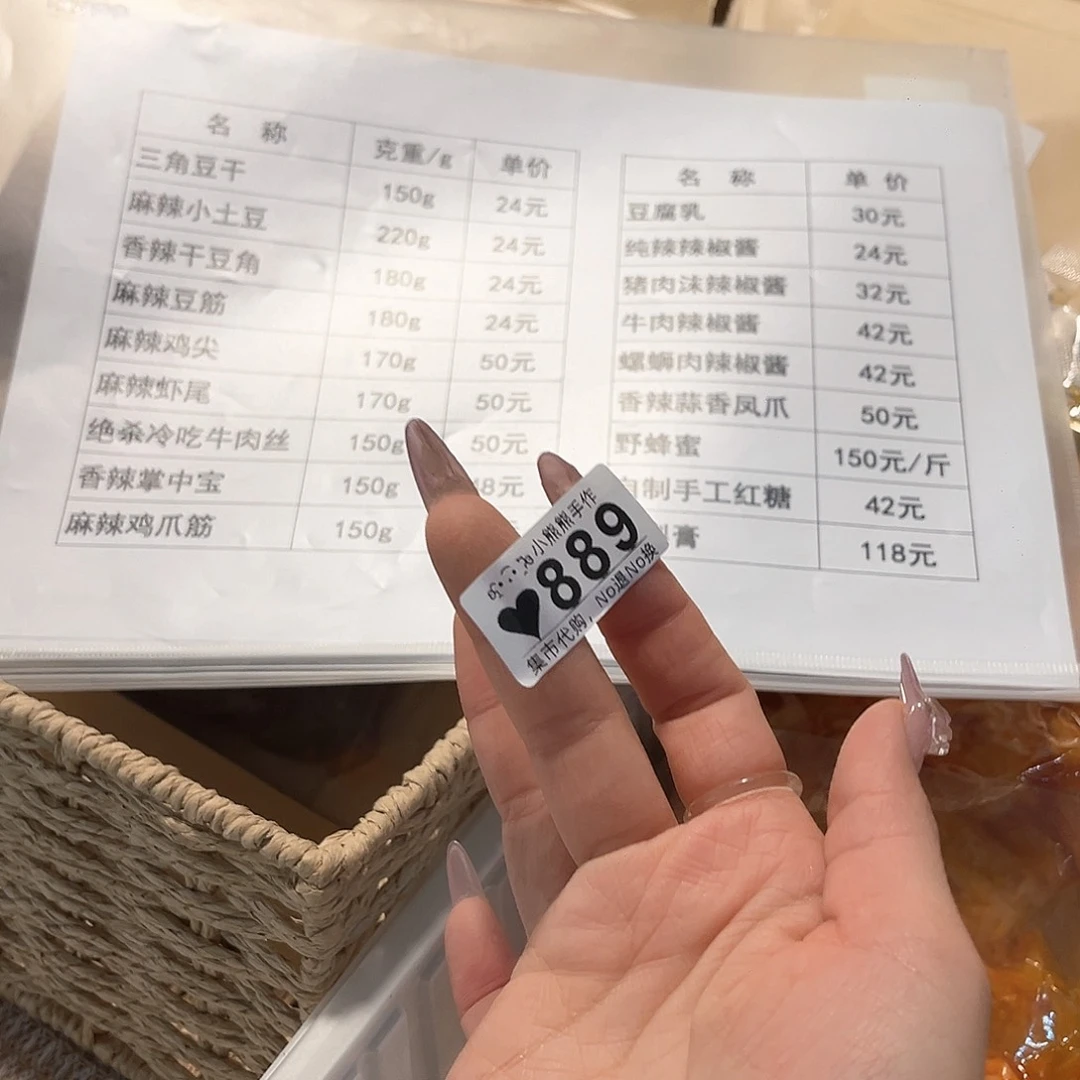 名 称 克重/g 单价
三角豆干 150g 24元
麻辣小土豆 220g 24元
香辣干豆角 180g 24元
麻辣豆筋 180g 24元
麻辣鸡尖 170g 50元
麻辣虾尾 170g 50元
绝杀冷吃牛肉丝 150g 50元
香辣掌中宝 150g 8元
麻辣鸡爪筋 150g
名 称 单 价
豆腐乳 30元
纯辣辣椒酱 24元
猪肉沫辣椒酱 32元
牛肉辣椒酱 42元
螺蛳肉辣椒酱 42元
香辣蒜香凤爪 50元
野蜂蜜 150元/斤
自制手工红糖 42元
膏 118元
小熊熊手作
♥889
集市代购，No退No换